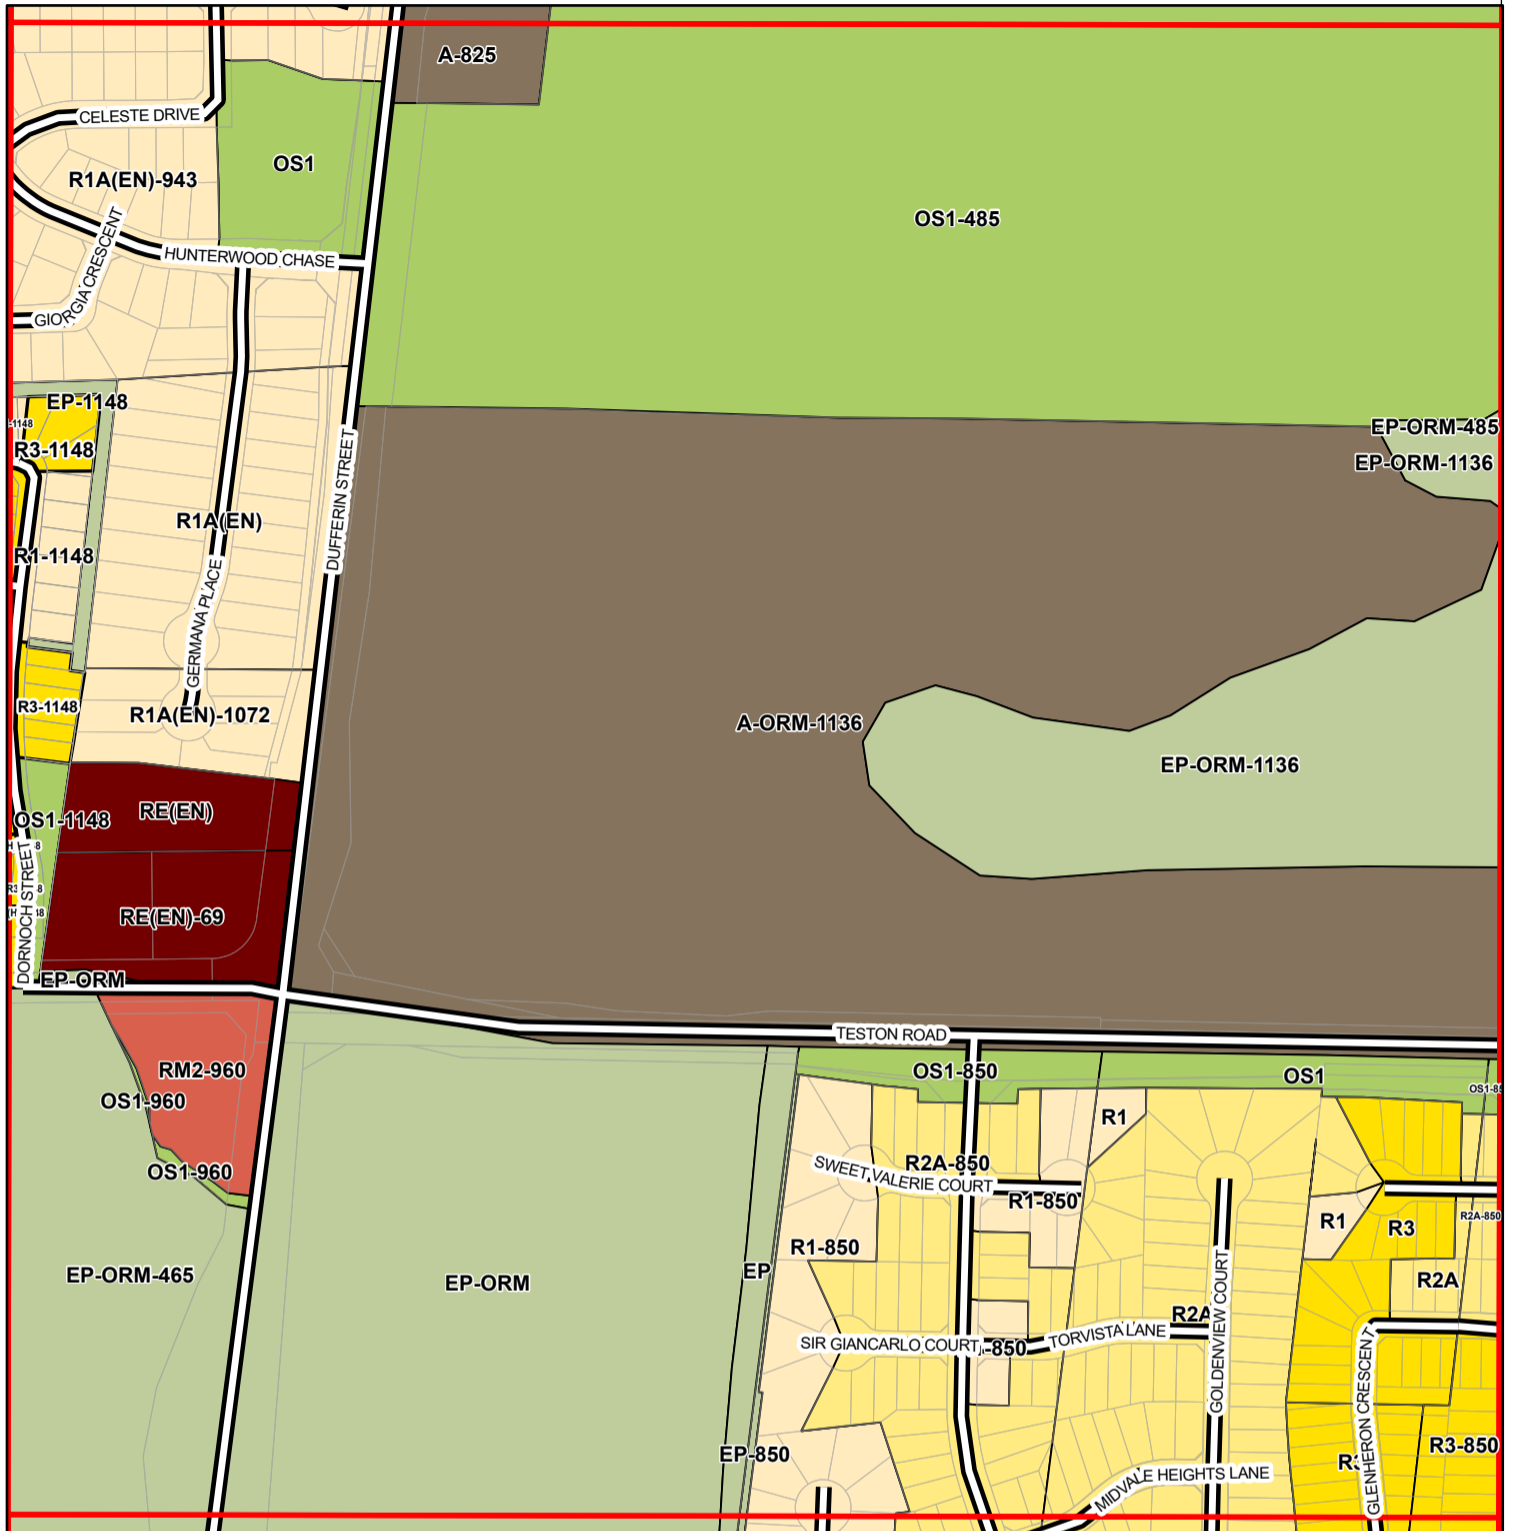 A-825
CELESTE DRIVE
OS1
R1A(EN)-943
OS1-485
HUNTERWOOD CHASE
GIORGIA CRESCENT
EP-1148
-1148
EP-ORM-485
R3-1148
EP-ORM-1136
DUFFERIN STREET
R1A(EN)
R1-1148
GERMANA PLACE
R3-1148
R1A(EN)-1072
A-ORM-1136
EP-ORM-1136
RE(EN)
OS1-1148
DORNOCH STREET
RE(EN)-69
EP-ORM
TESTON ROAD
RM2-960
OS1-850
OS1
OS1-85
OS1-960
R1
R2A-850
SWEET VALERIE COURT
OS1-960
R1-850
R1
R3
R2A-850
R1-850
EP-ORM-465
EP-ORM
EP
GOLDENVIEW COURT
R2A
R2A
SIR GIANCARLO COURT
-850
TORVISTA LANE
GLENHERON CRESCENT
EP-850
R3
R3-850
MIDVALE HEIGHTS LANE